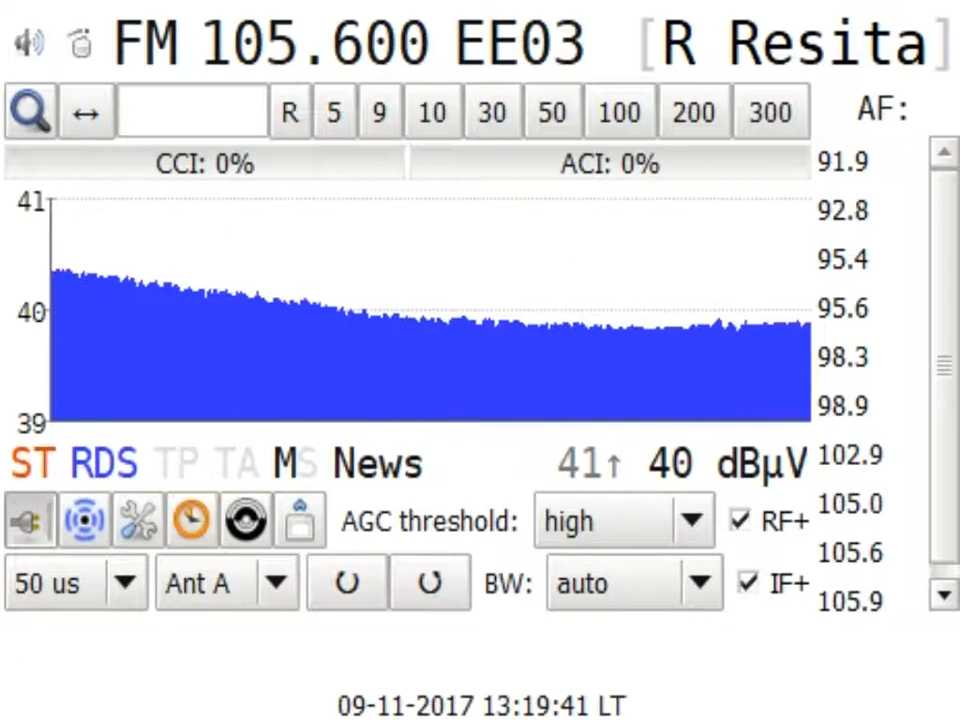 FM 105.600 EE03 [R Resita]
R 5 9 10 30 50 100 200 300 AF:
CCI: 0% ACI: 0% 91.9
41 92.8
95.4
40 95.6
98.3
39 98.9
ST RDS TP TA MS News 41↑ 40 dBµV 102.9
105.0
AGC threshold: high RF+
105.6
50 us Ant A BW: auto IF+
105.9
09-11-2017 13:19:41 LT